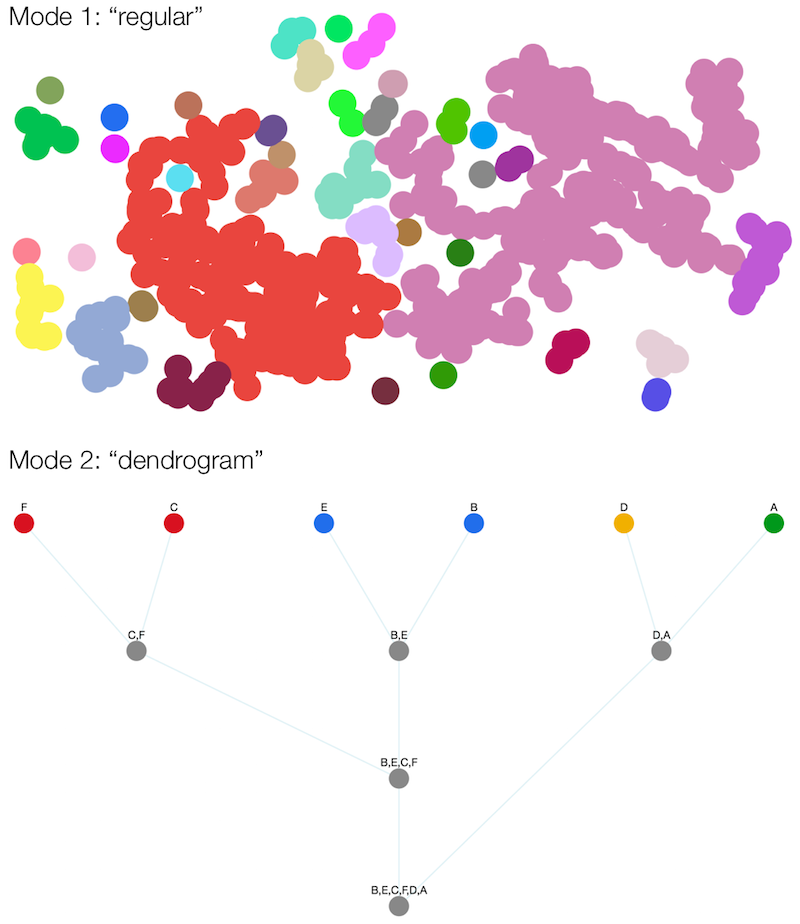 Mode 1: “regular”
Mode 2: “dendrogram”
F C E B D A
C,F B,E D,A
B,E,C,F
B,E,C,F,D,A